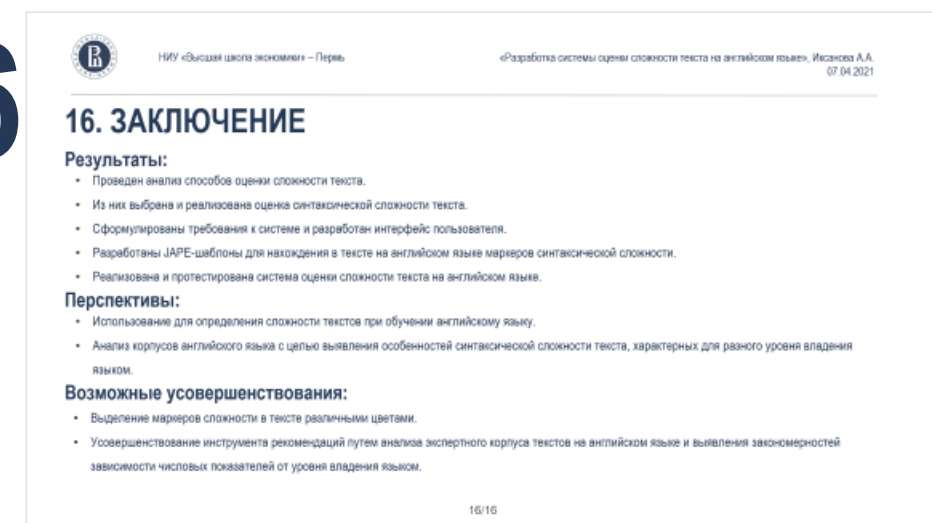 НИУ «Высшая школа экономики» – Пермь
«Разработка системы оценки сложности текста на английском языке», Иксанова А.А.
07.04.2021
16. ЗАКЛЮЧЕНИЕ
Результаты:
• Проведен анализ способов оценки сложности текста.
• Из них выбрана и реализована оценка синтаксической сложности текста.
• Сформулированы требования к системе и разработан интерфейс пользователя.
• Разработаны JAPE-шаблоны для нахождения в тексте на английском языке маркеров синтаксической сложности.
• Реализована и протестирована система оценки сложности текста на английском языке.
Перспективы:
• Использование для определения сложности текстов при обучении английскому языку.
• Анализ корпусов английского языка с целью выявления особенностей синтаксической сложности текста, характерных для разного уровня владения
языком.
Возможные усовершенствования:
• Выделение маркеров сложности в тексте различными цветами.
• Усовершенствование инструмента рекомендаций путем анализа экспертного корпуса текстов на английском языке и выявления закономерностей
зависимости числовых показателей от уровня владения языком.
16/16